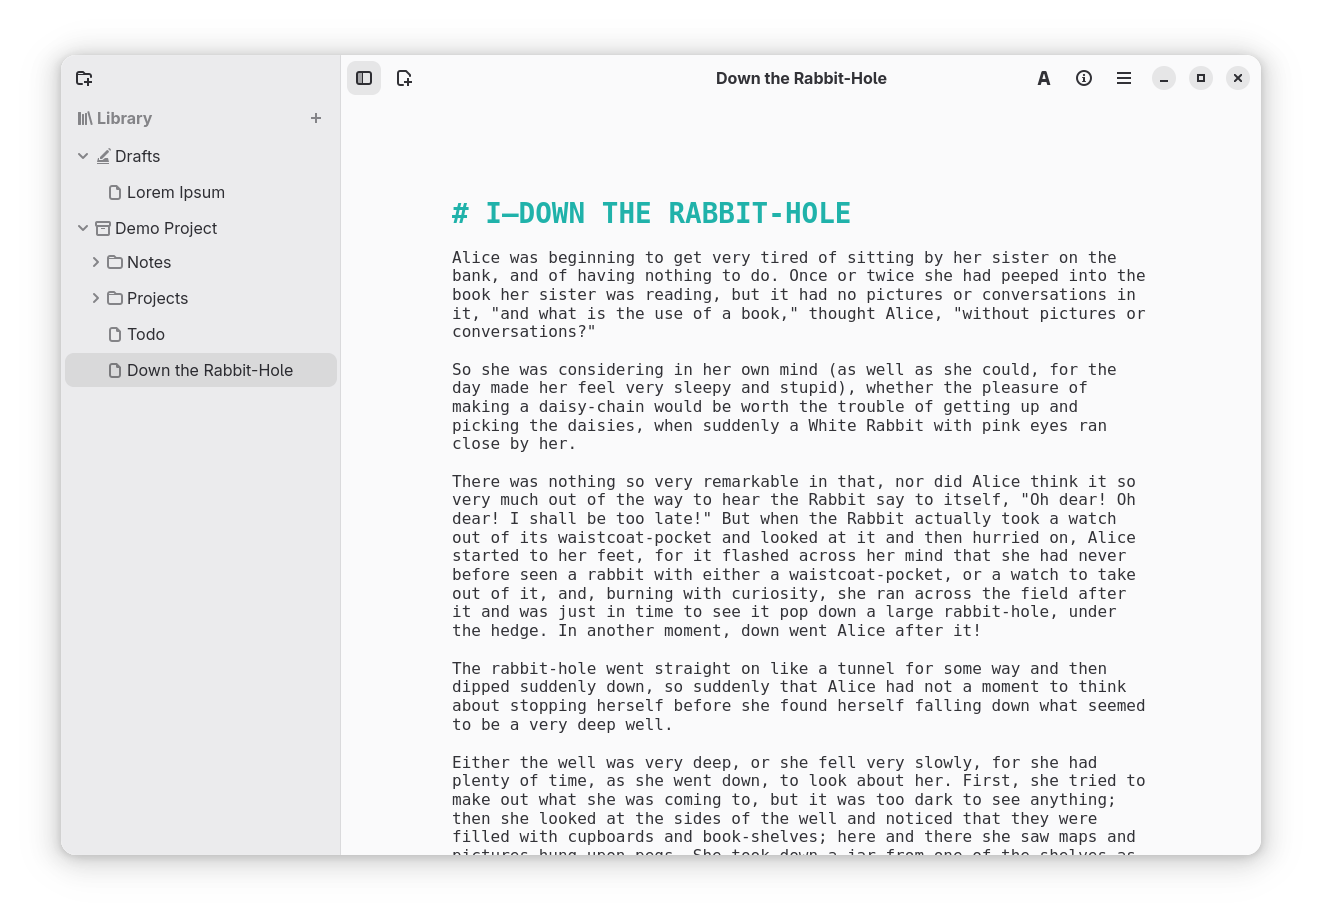 Library
Drafts
Lorem Ipsum
Demo Project
Notes
Projects
Todo
Down the Rabbit-Hole
Down the Rabbit-Hole
A
# I—DOWN THE RABBIT-HOLE
Alice was beginning to get very tired of sitting by her sister on the
bank, and of having nothing to do. Once or twice she had peeped into the
book her sister was reading, but it had no pictures or conversations in
it, "and what is the use of a book," thought Alice, "without pictures or
conversations?"
So she was considering in her own mind (as well as she could, for the
day made her feel very sleepy and stupid), whether the pleasure of
making a daisy-chain would be worth the trouble of getting up and
picking the daisies, when suddenly a White Rabbit with pink eyes ran
close by her.
There was nothing so very remarkable in that, nor did Alice think it so
very much out of the way to hear the Rabbit say to itself, "Oh dear! Oh
dear! I shall be too late!" But when the Rabbit actually took a watch
out of its waistcoat-pocket and looked at it and then hurried on, Alice
started to her feet, for it flashed across her mind that she had never
before seen a rabbit with either a waistcoat-pocket, or a watch to take
out of it, and, burning with curiosity, she ran across the field after
it and was just in time to see it pop down a large rabbit-hole, under
the hedge. In another moment, down went Alice after it!
The rabbit-hole went straight on like a tunnel for some way and then
dipped suddenly down, so suddenly that Alice had not a moment to think
about stopping herself before she found herself falling down what seemed
to be a very deep well.
Either the well was very deep, or she fell very slowly, for she had
plenty of time, as she went down, to look about her. First, she tried to
make out what she was coming to, but it was too dark to see anything;
then she looked at the sides of the well and noticed that they were
filled with cupboards and book-shelves; here and there she saw maps and
pictures hung upon pegs. She took down a jar from one of the shelves as